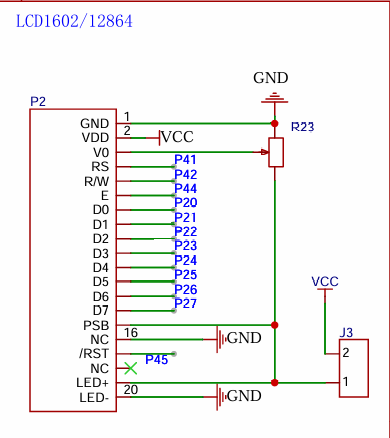 LCD1602/12864
GND
P2
R23
GND 1
VDD 2 VCC
V0
RS P41
R/W P42
E P44
D0 P20
D1 P21
D2 P22
D3 P23
D4 P24
D5 P25
D6 P26
D7 P27
VCC
J3
PSB
NC 16 GND
2
/RST P45
NC
LED+ 1
LED- 20 GND